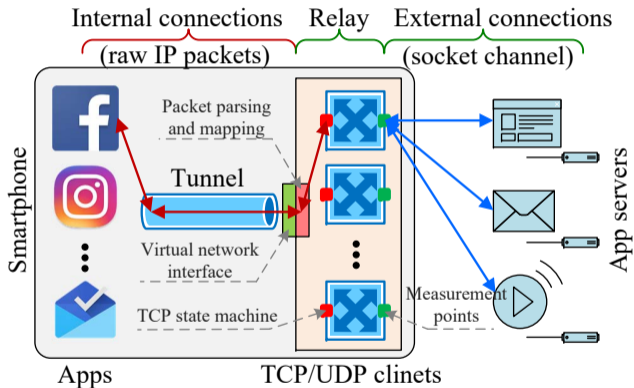 Internal connections
(raw IP packets)
Relay
External connections
(socket channel)
Smartphone
f
Packet parsing
and mapping
Tunnel
Virtual network
interface
TCP state machine
Measurement
points
App servers
Apps
TCP/UDP clinets